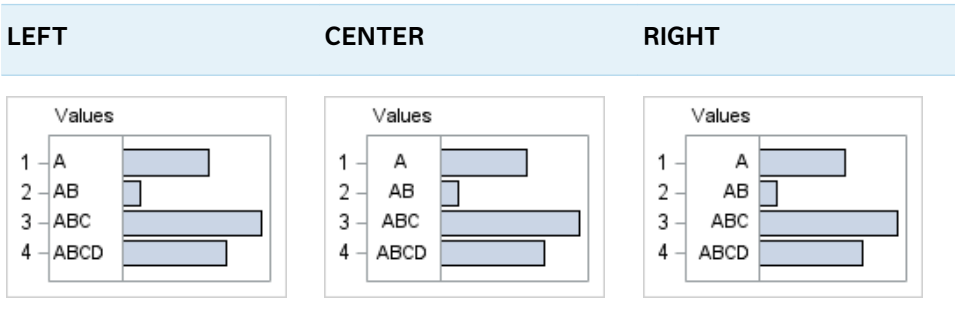 LEFT CENTER RIGHT
Values Values Values
1 A 1 A 1 A
2 AB 2 AB 2 AB
3 ABC 3 ABC 3 ABC
4 ABCD 4 ABCD 4 ABCD